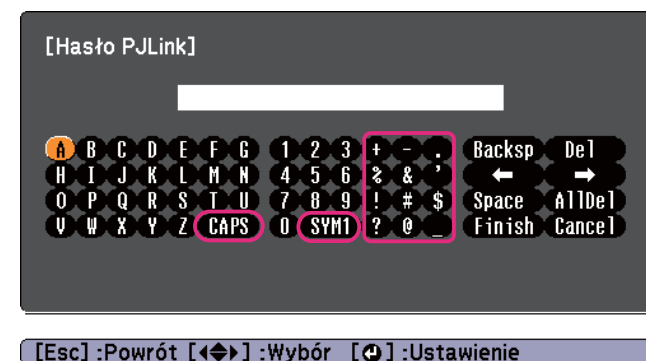 [Hasło PJLink]
A B C D E F G 1 2 3 + - . Backsp Del
H I J K L M N 4 5 6 % & ' ← →
O P Q R S T U 7 8 9 ! # $ Space AllDel
V W X Y Z CAPS 0 SYM1 ? @ _ Finish Cancel
[Esc] :Powrót [◀◆▶] :Wybór [↵] :Ustawienie